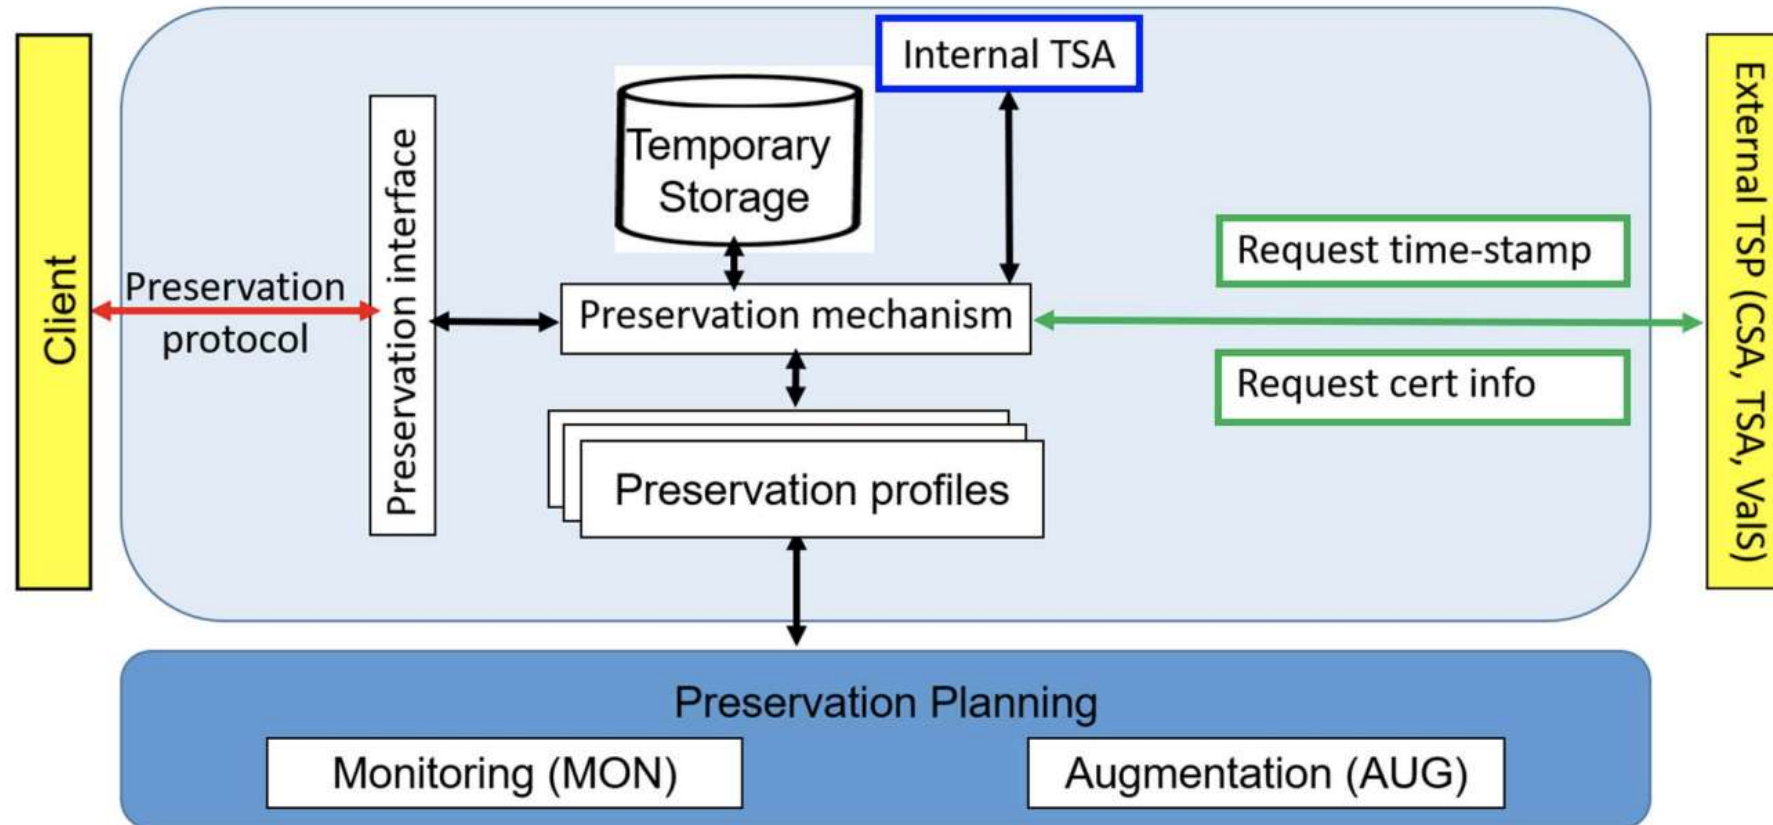 Client
Preservation
protocol
Preservation interface
Temporary
Storage
Internal TSA
Preservation mechanism
Preservation profiles
Request time-stamp
Request cert info
External TSP (CSA, TSA, ValS)
Preservation Planning
Monitoring (MON)
Augmentation (AUG)